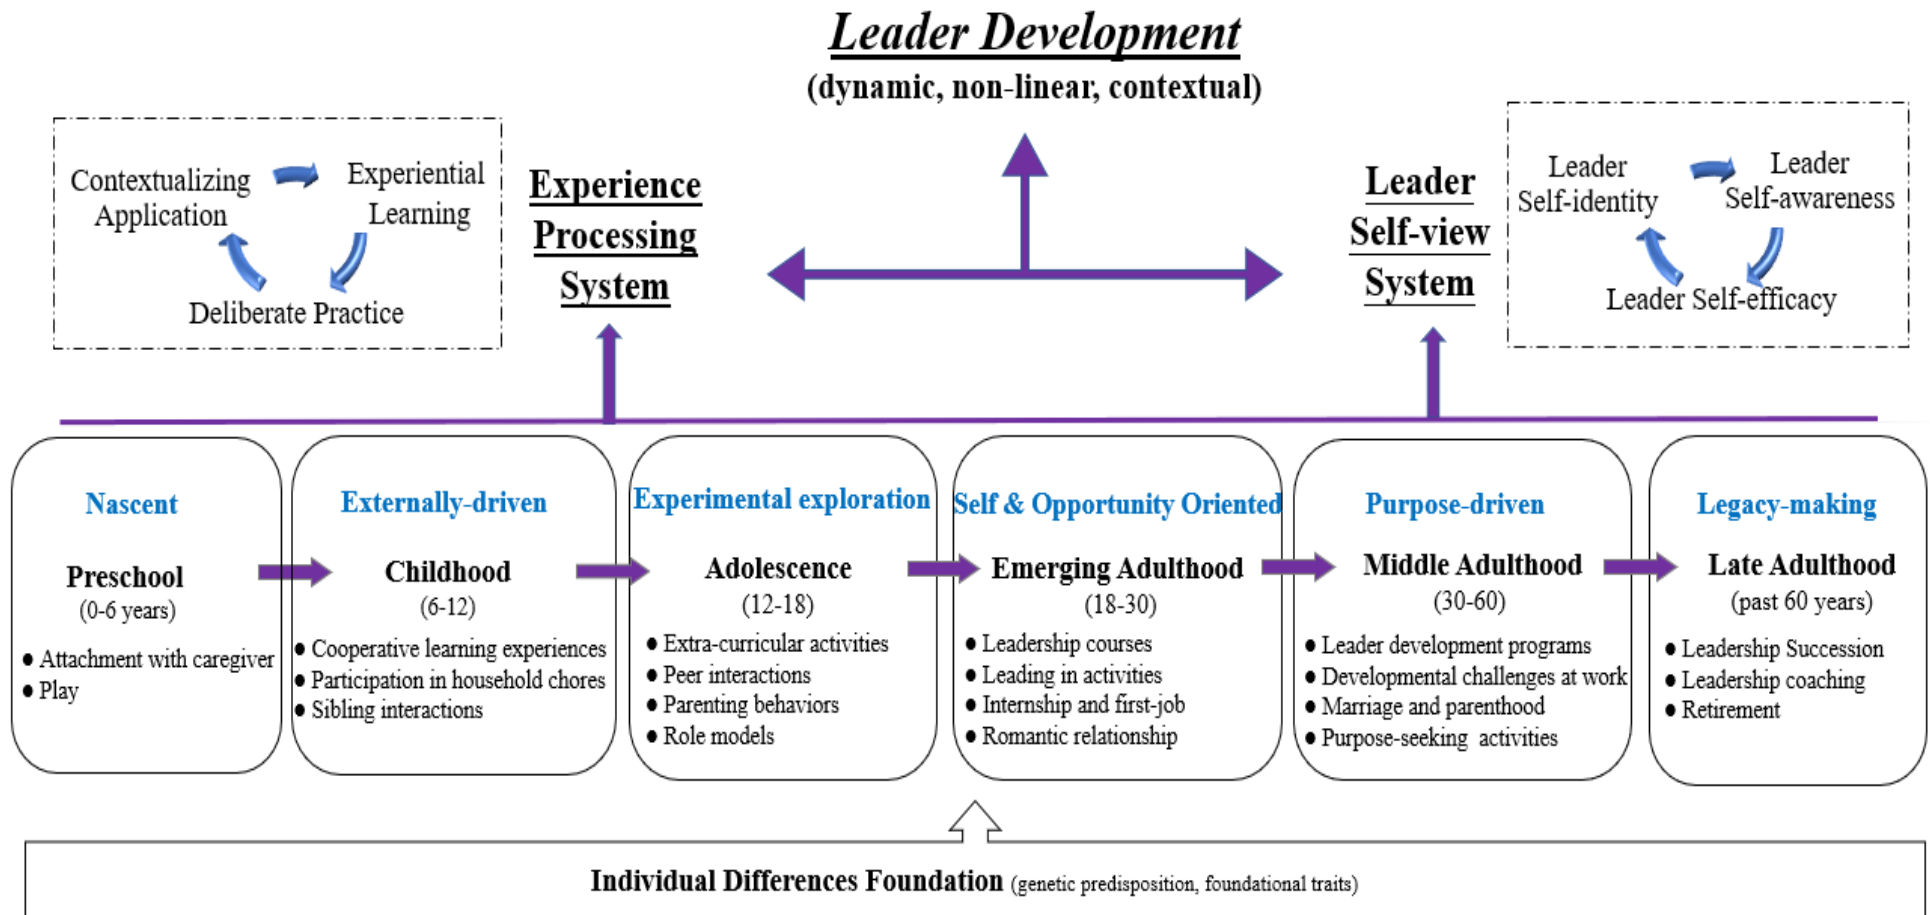 Leader Development
(dynamic, non-linear, contextual)
Contextualizing
Application
Experiential
Learning
Deliberate Practice
Experience
Processing
System
Leader
Self-view
System
Leader
Self-identity
Leader
Self-awareness
Leader Self-efficacy
Nascent
Preschool
(0-6 years)
● Attachment with caregiver
● Play
Externally-driven
Childhood
(6-12)
● Cooperative learning experiences
● Participation in household chores
● Sibling interactions
Experimental exploration
Adolescence
(12-18)
● Extra-curricular activities
● Peer interactions
● Parenting behaviors
● Role models
Self & Opportunity Oriented
Emerging Adulthood
(18-30)
● Leadership courses
● Leading in activities
● Internship and first-job
● Romantic relationship
Purpose-driven
Middle Adulthood
(30-60)
● Leader development programs
● Developmental challenges at work
● Marriage and parenthood
● Purpose-seeking activities
Legacy-making
Late Adulthood
(past 60 years)
● Leadership Succession
● Leadership coaching
● Retirement
Individual Differences Foundation (genetic predisposition, foundational traits)